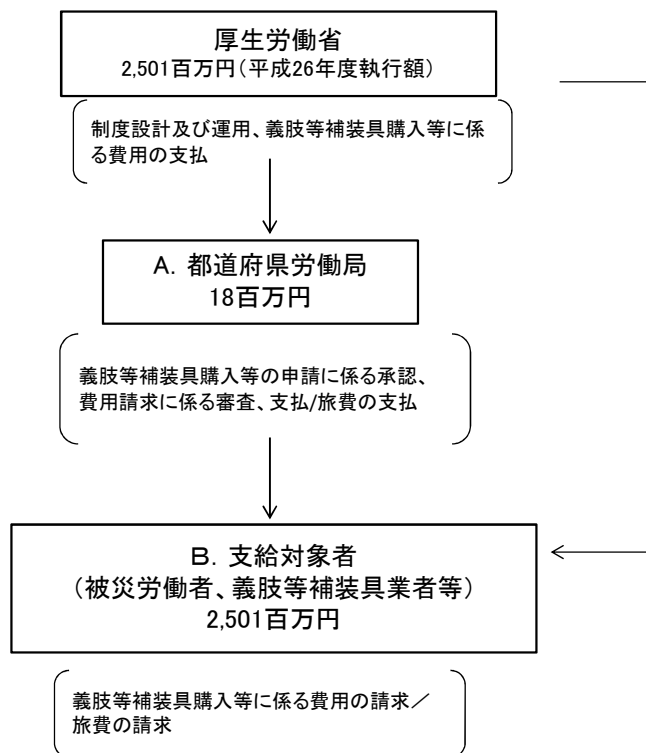 厚生労働省
2,501百万円(平成26年度執行額)
制度設計及び運用、義肢等補装具購入等に係
る費用の支払
A. 都道府県労働局
18百万円
義肢等補装具購入等の申請に係る承認、
費用請求に係る審査、支払/旅費の支払
B. 支給対象者
(被災労働者、義肢等補装具業者等)
2,501百万円
義肢等補装具購入等に係る費用の請求/
旅費の請求